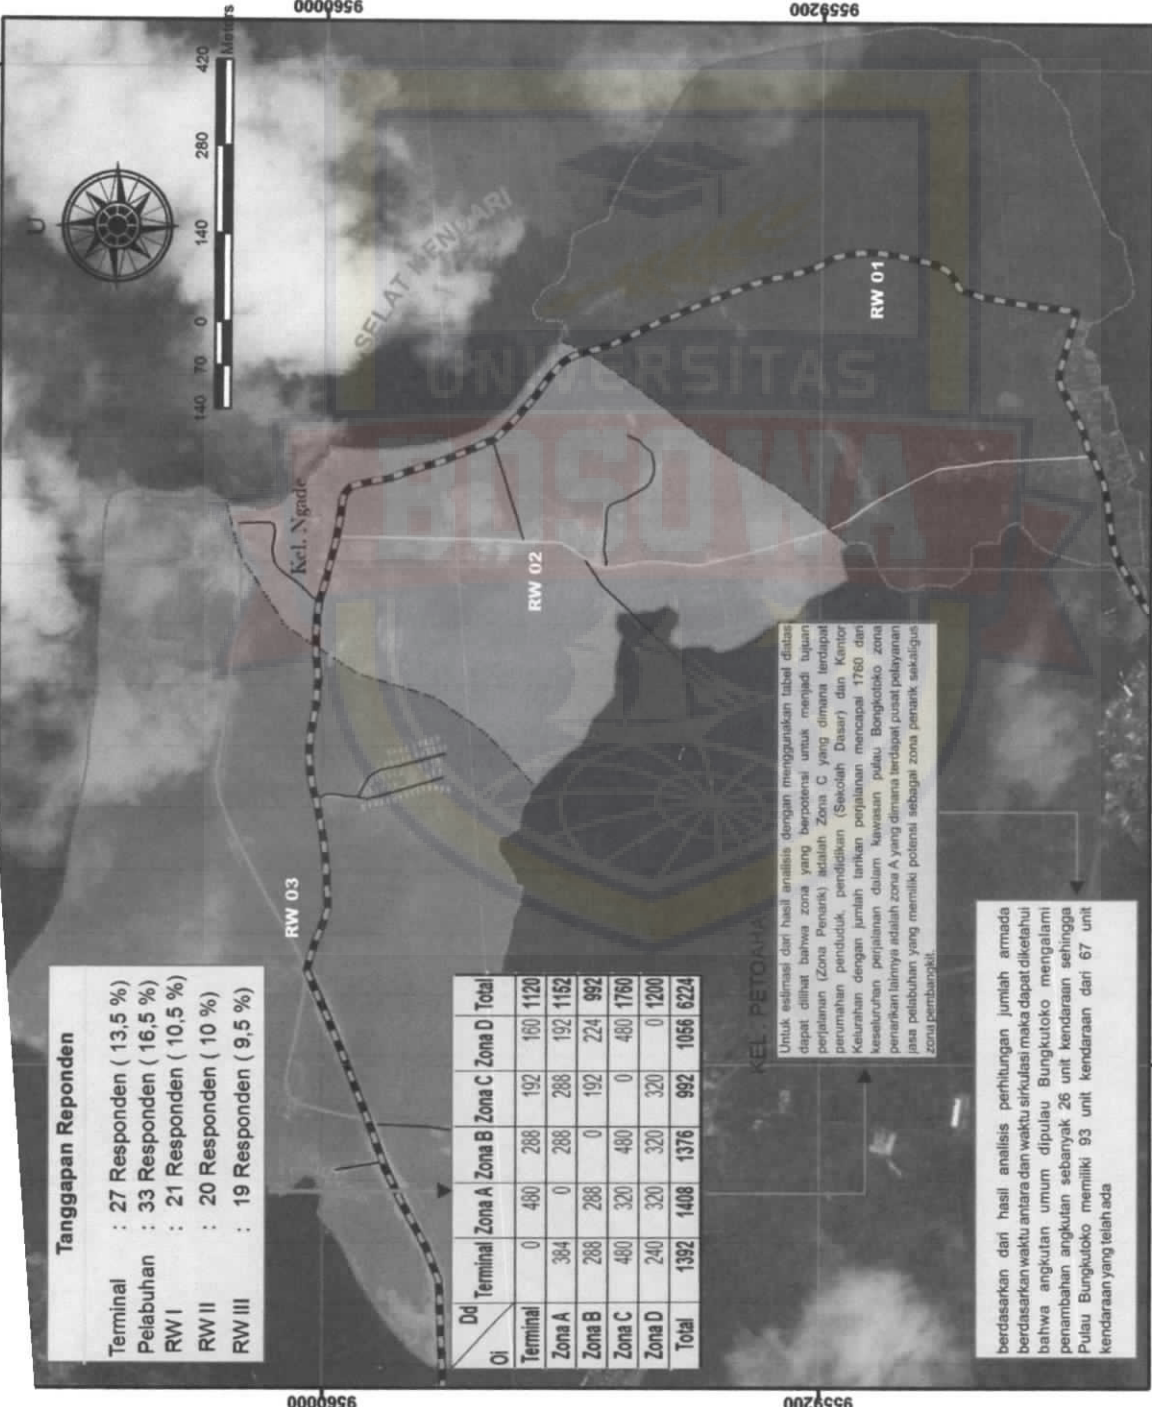 9560000
9559200
U
140 70 0 140 280 420
Meters
SELAT MENDARI
UNIVERSITAS
BOSOWA
RW 01
RW 02
RW 03
Kel. Ngade
KEL. PETOAHA
Tanggapan Reponden
Terminal : 27 Responden ( 13,5 %)
Pelabuhan : 33 Responden ( 16,5 %)
RW I : 21 Responden ( 10,5 %)
RW II : 20 Responden ( 10 %)
RW III : 19 Responden ( 9,5 %)
Oi Dd Terminal Zona A Zona B Zona C Zona D Total
Terminal 0 480 288 192 160 1120
Zona A 384 0 288 288 192 1152
Zona B 288 288 0 192 224 992
Zona C 480 320 480 0 480 1760
Zona D 240 320 320 320 0 1200
Total 1392 1408 1376 992 1056 6224
Untuk estimasi dari hasil analisis dengan menggunakan tabel diatas
dapat dilihat bahwa zona yang berpotensi untuk menjadi tujuan
perjalanan (Zona Penarik) adalah Zona C yang dimana terdapat
perumahan penduduk, pendidikan (Sekolah Dasar) dan Kantor
Kelurahan dengan jumlah tarikan perjalanan mencapai 1760 dari
keseluruhan perjalanan dalam kawasan pulau Bongkotoko zona
penarikan lainnya adalah zona A yang dimana terdapat pusat pelayanan
jasa pelabuhan yang memiliki potensi sebagai zona penarik sekaligus
zona pembangkit.
berdasarkan dari hasil analisis perhitungan jumlah armada
berdasarkan waktu antara dan waktu sirkulasi maka dapat diketahui
bahwa angkutan umum dipulau Bungkutoko mengalami
penambahan angkutan sebanyak 26 unit kendaraan sehingga
Pulau Bungkutoko memiliki 93 unit kendaraan dari 67 unit
kendaraan yang telah ada
9560000
9559200